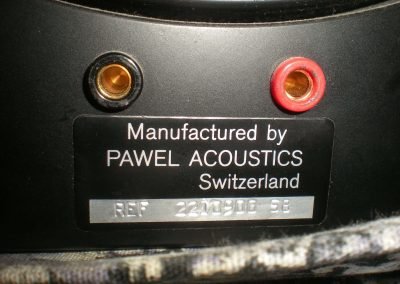 Manufactured by
PAWEL ACOUSTICS
Switzerland
REF